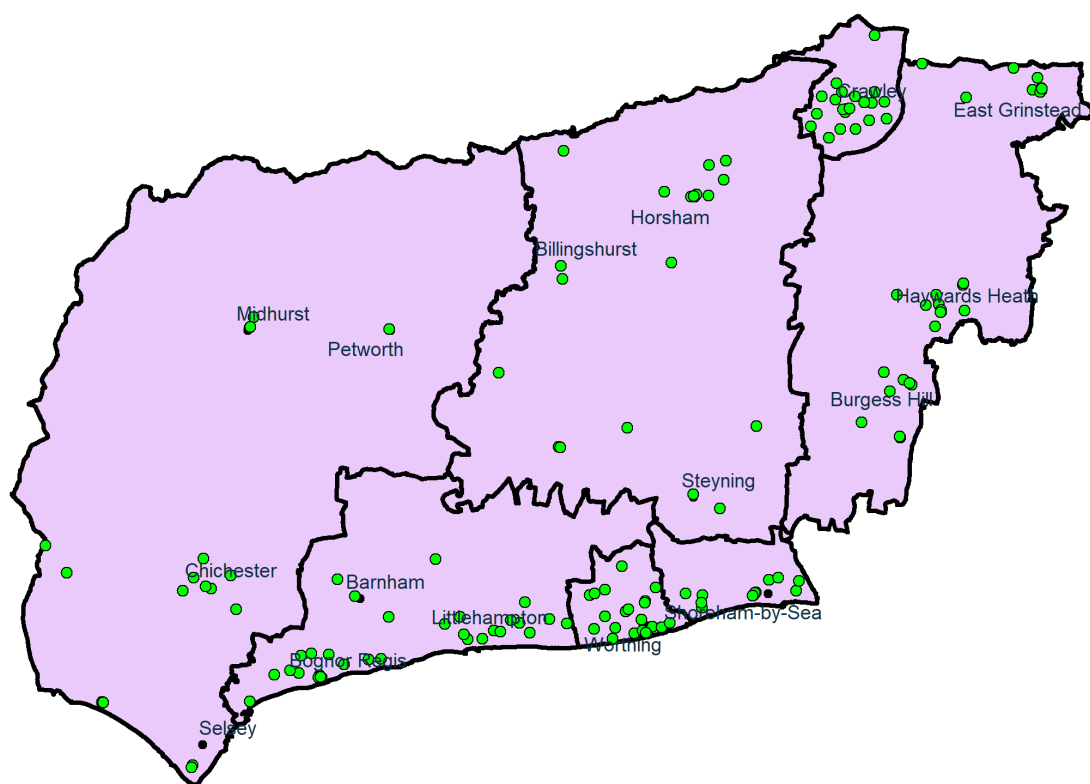 Crawley
East Grinstead
Horsham
Billingshurst
Haywards Heath
Midhurst
Petworth
Burgess Hill
Steyning
Chichester
Barnham
Littlehampton
Shoreham-by-Sea
Worthing
Bognor Regis
Selsey